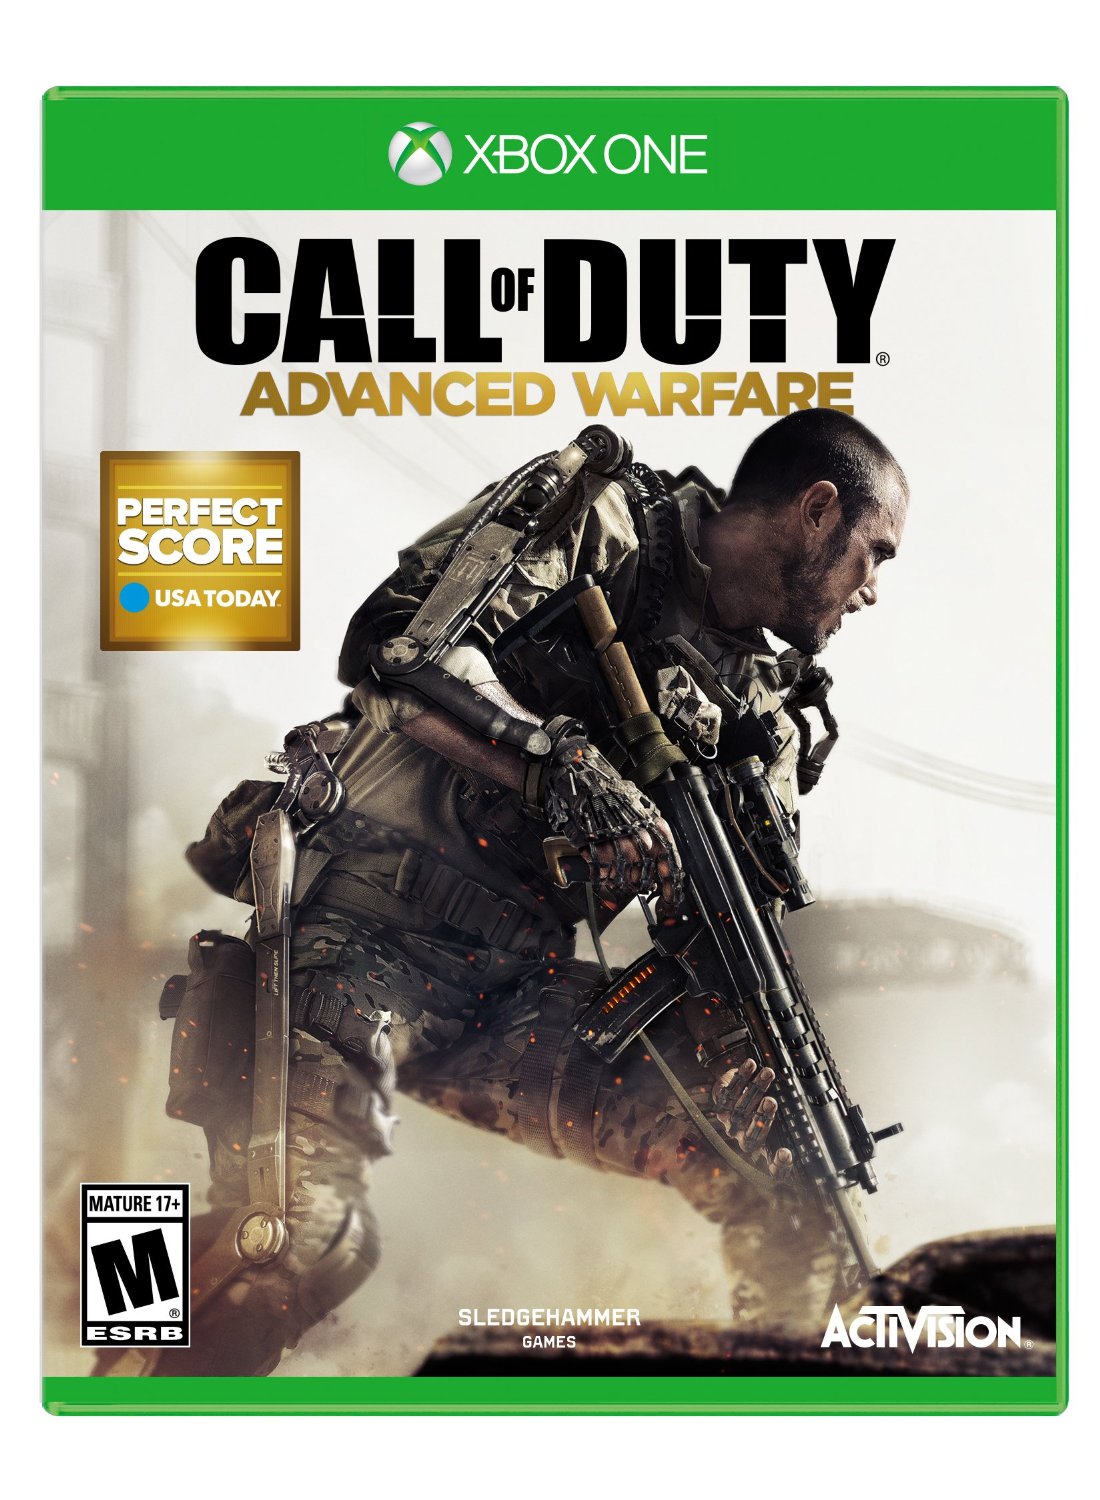 XBOX ONE
CALL OF DUTY®
ADVANCED WARFARE
PERFECT
SCORE
USA TODAY
MATURE 17+
M®
ESRB
SLEDGEHAMMER
GAMES
ACTIVISION®